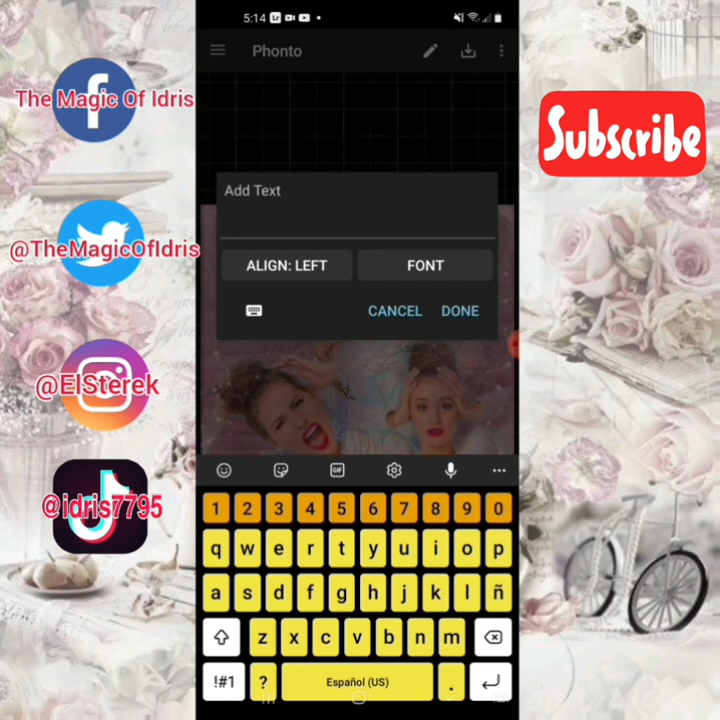 5:14
Phonto
The Magic Of Idris
Subscribe
Add Text
@TheMagicOfIdris
ALIGN: LEFT
FONT
CANCEL
DONE
@ElSterek
GIF
@idris7795
1 2 3 4 5 6 7 8 9 0
q w e r t y u i o p
a s d f g h j k l ñ
z x c v b n m
!#1 ? Español (US) .